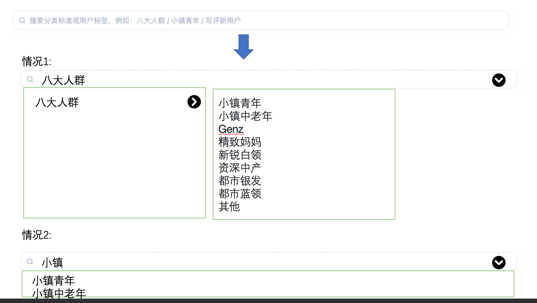 搜索分类标准或用户标签，例如：八大人群 / 小镇青年 / 写评新用户
情况1:
八大人群
八大人群
小镇青年
小镇中老年
Genz
精致妈妈
新锐白领
资深中产
都市银发
都市蓝领
其他
情况2:
小镇
小镇青年
小镇中老年